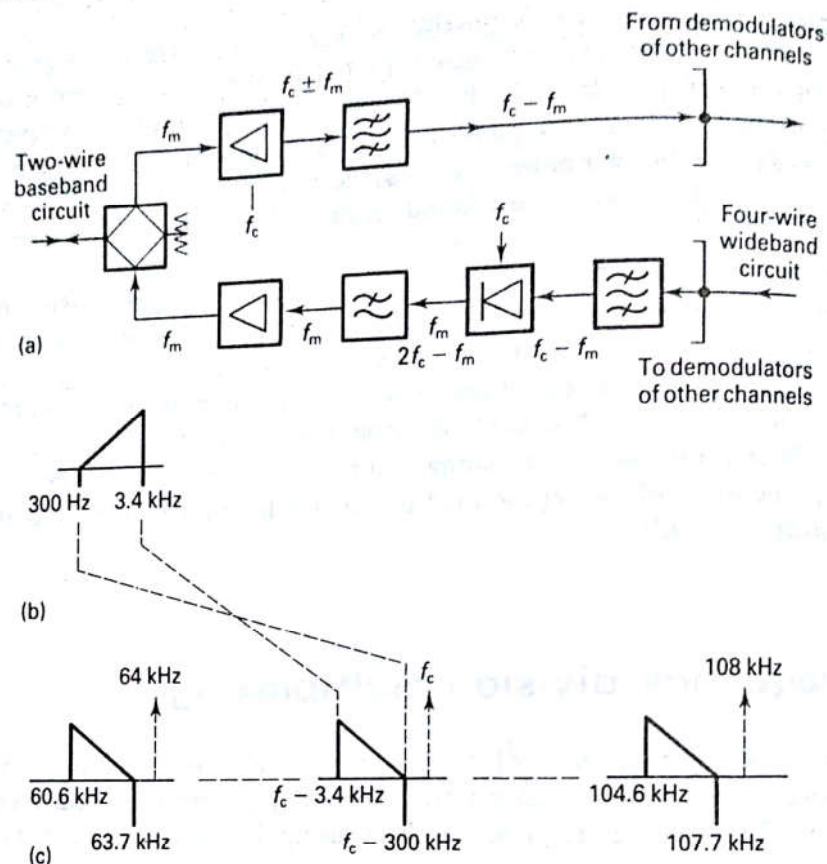 From demodulators
of other channels
f_c ± f_m
f_m
f_c − f_m
Two-wire
baseband
circuit
f_c
f_c
Four-wire
wideband
circuit
(a)
f_m
f_m
f_m
2f_c − f_m
f_c − f_m
To demodulators
of other channels
300 Hz
3.4 kHz
(b)
64 kHz
f_c
108 kHz
60.6 kHz
f_c − 3.4 kHz
104.6 kHz
63.7 kHz
f_c − 300 kHz
107.7 kHz
(c)